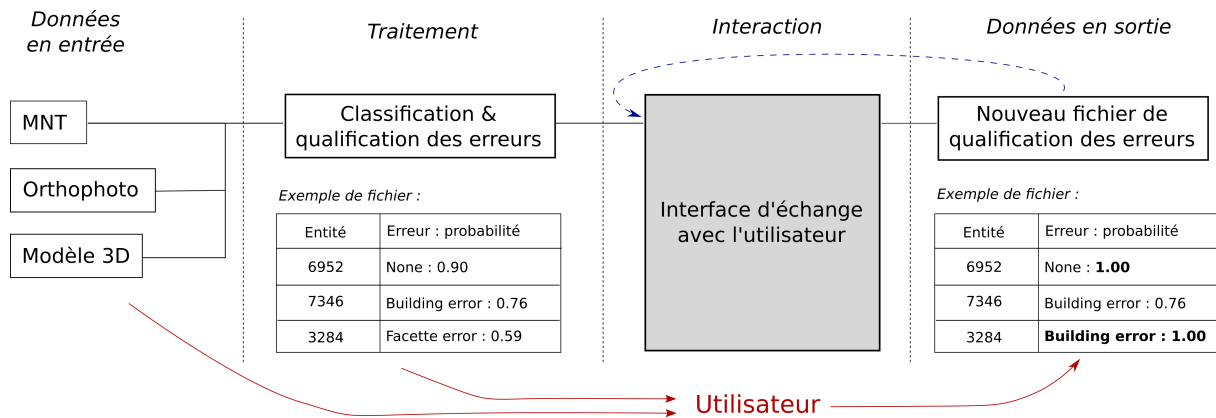 Données
en entrée
Traitement
Interaction
Données en sortie
MNT
Orthophoto
Modèle 3D
Classification &
qualification des erreurs
Exemple de fichier :
Entité
Erreur : probabilité
6952
None : 0.90
7346
Building error : 0.76
3284
Facette error : 0.59
Interface d'échange
avec l'utilisateur
Nouveau fichier de
qualification des erreurs
Exemple de fichier :
Entité
Erreur : probabilité
6952
None : 1.00
7346
Building error : 0.76
3284
Building error : 1.00
Utilisateur